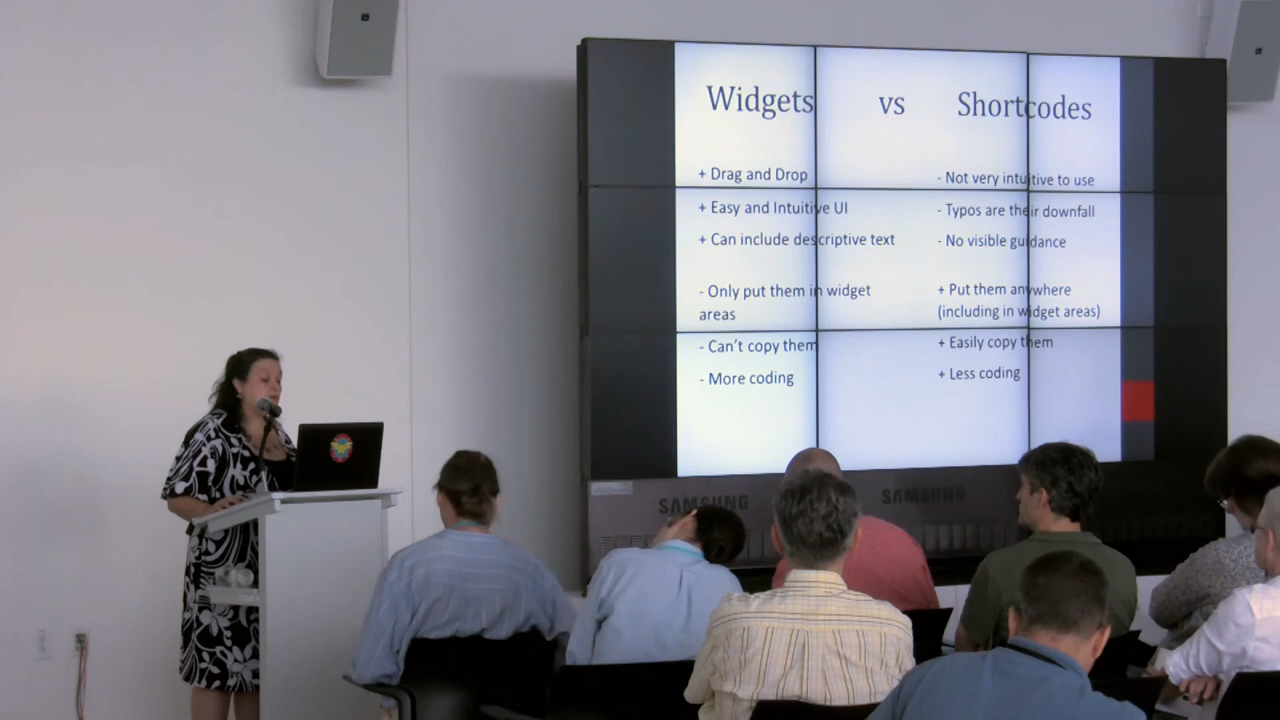 Widgets vs Shortcodes
+ Drag and Drop
+ Easy and Intuitive UI
+ Can include descriptive text
- Only put them in widget
areas
- Can't copy them
- More coding
- Not very intuitive to use
- Typos are their downfall
- No visible guidance
+ Put them anywhere
(including in widget areas)
+ Easily copy them
+ Less coding
SAMSUNG
SAMSUNG